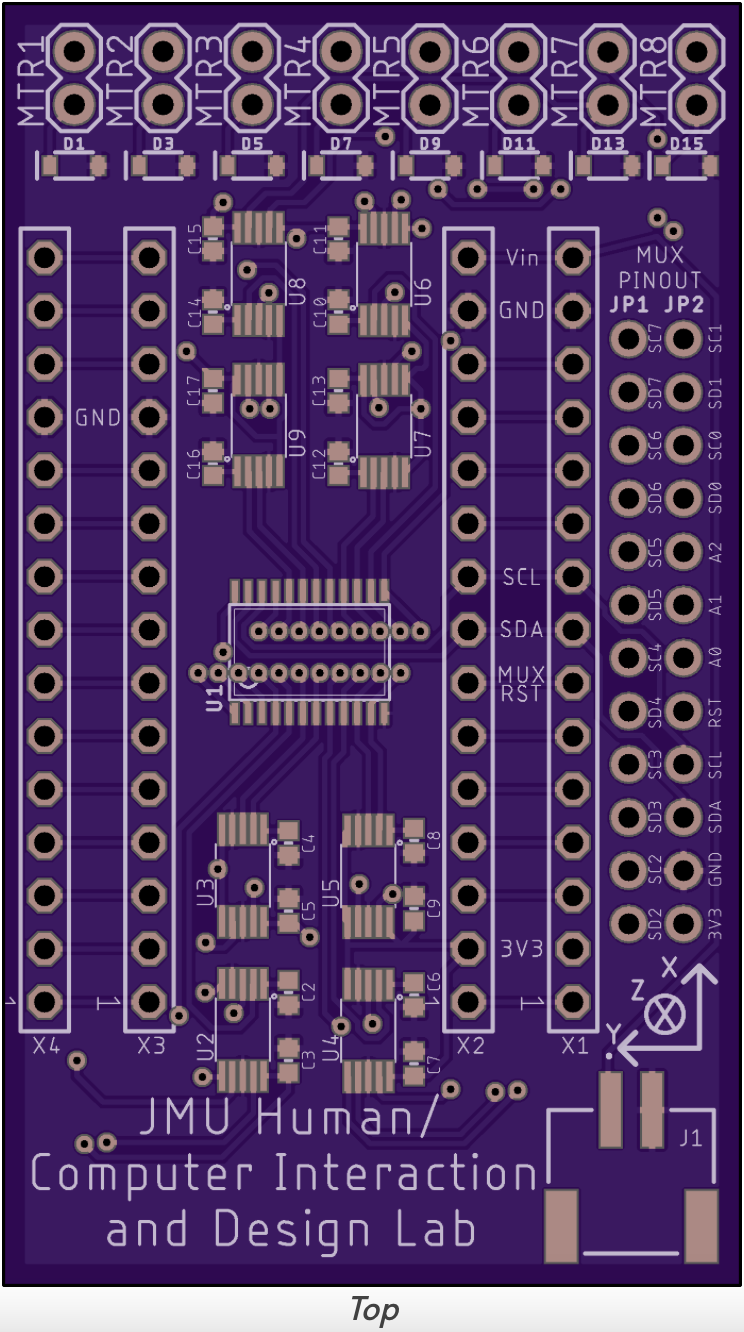 MTR1 MTR2 MTR3 MTR4 MTR5 MTR6 MTR7 MTR8
D1 D3 D5 D7 D9 D11 D13 D15
C15 C11
Vin
MUX
PINOUT
U8 U6
JP1 JP2
C14 C10
GND
SC7 SC1
C17 C13
SD7 SD1
GND
U9 U7
SC6 SC0
C16 C12
SD6 SD0
SC5 A2
SCL
SD5 A1
SDA
SC4 A0
MUX
RST
U1
SD4 RST
SC3 SCL
SD3 SDA
C4 C8
U3 U5
SC2 GND
C5 C9
SD2 3V3
3V3
X
Z
C2 C6
1 1 1 1
Y
U2 U4
X4 X3 X2 X1
C3 C7
JMU Human/
J1
Computer Interaction
and Design Lab
Top